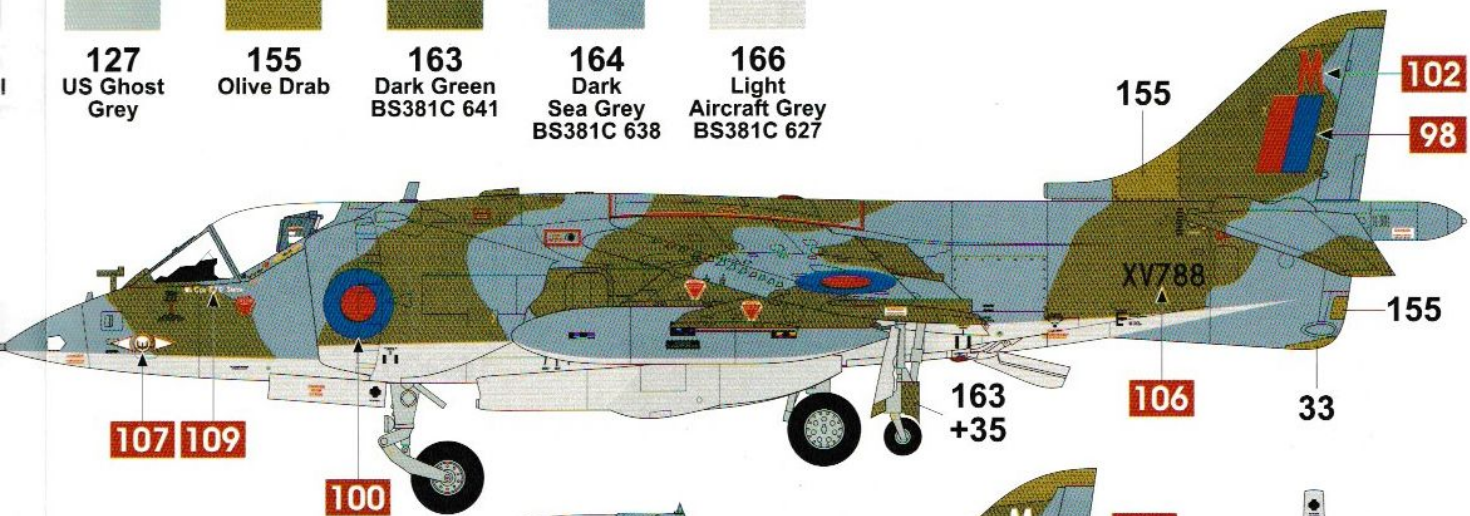 127
US Ghost
Grey
155
Olive Drab
163
Dark Green
BS381C 641
164
Dark
Sea Grey
BS381C 638
166
Light
Aircraft Grey
BS381C 627
155
M
102
98
XV788
155
E
107
109
100
163
+35
106
33
M